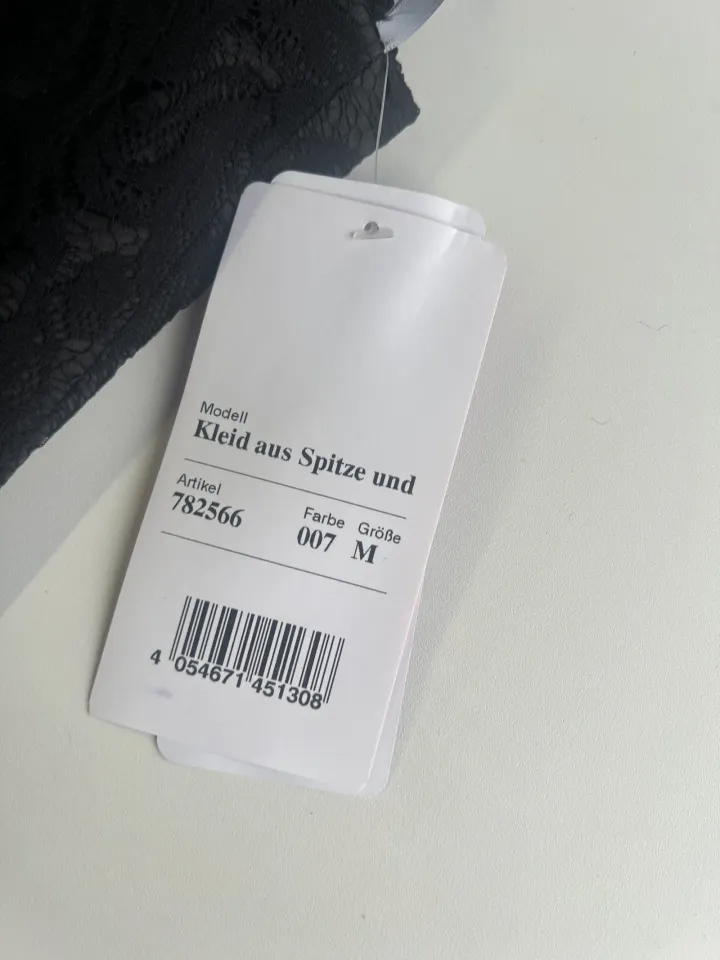 Modell
Kleid aus Spitze und
Artikel Farbe Größe
782566 007 M
4 054671 451308